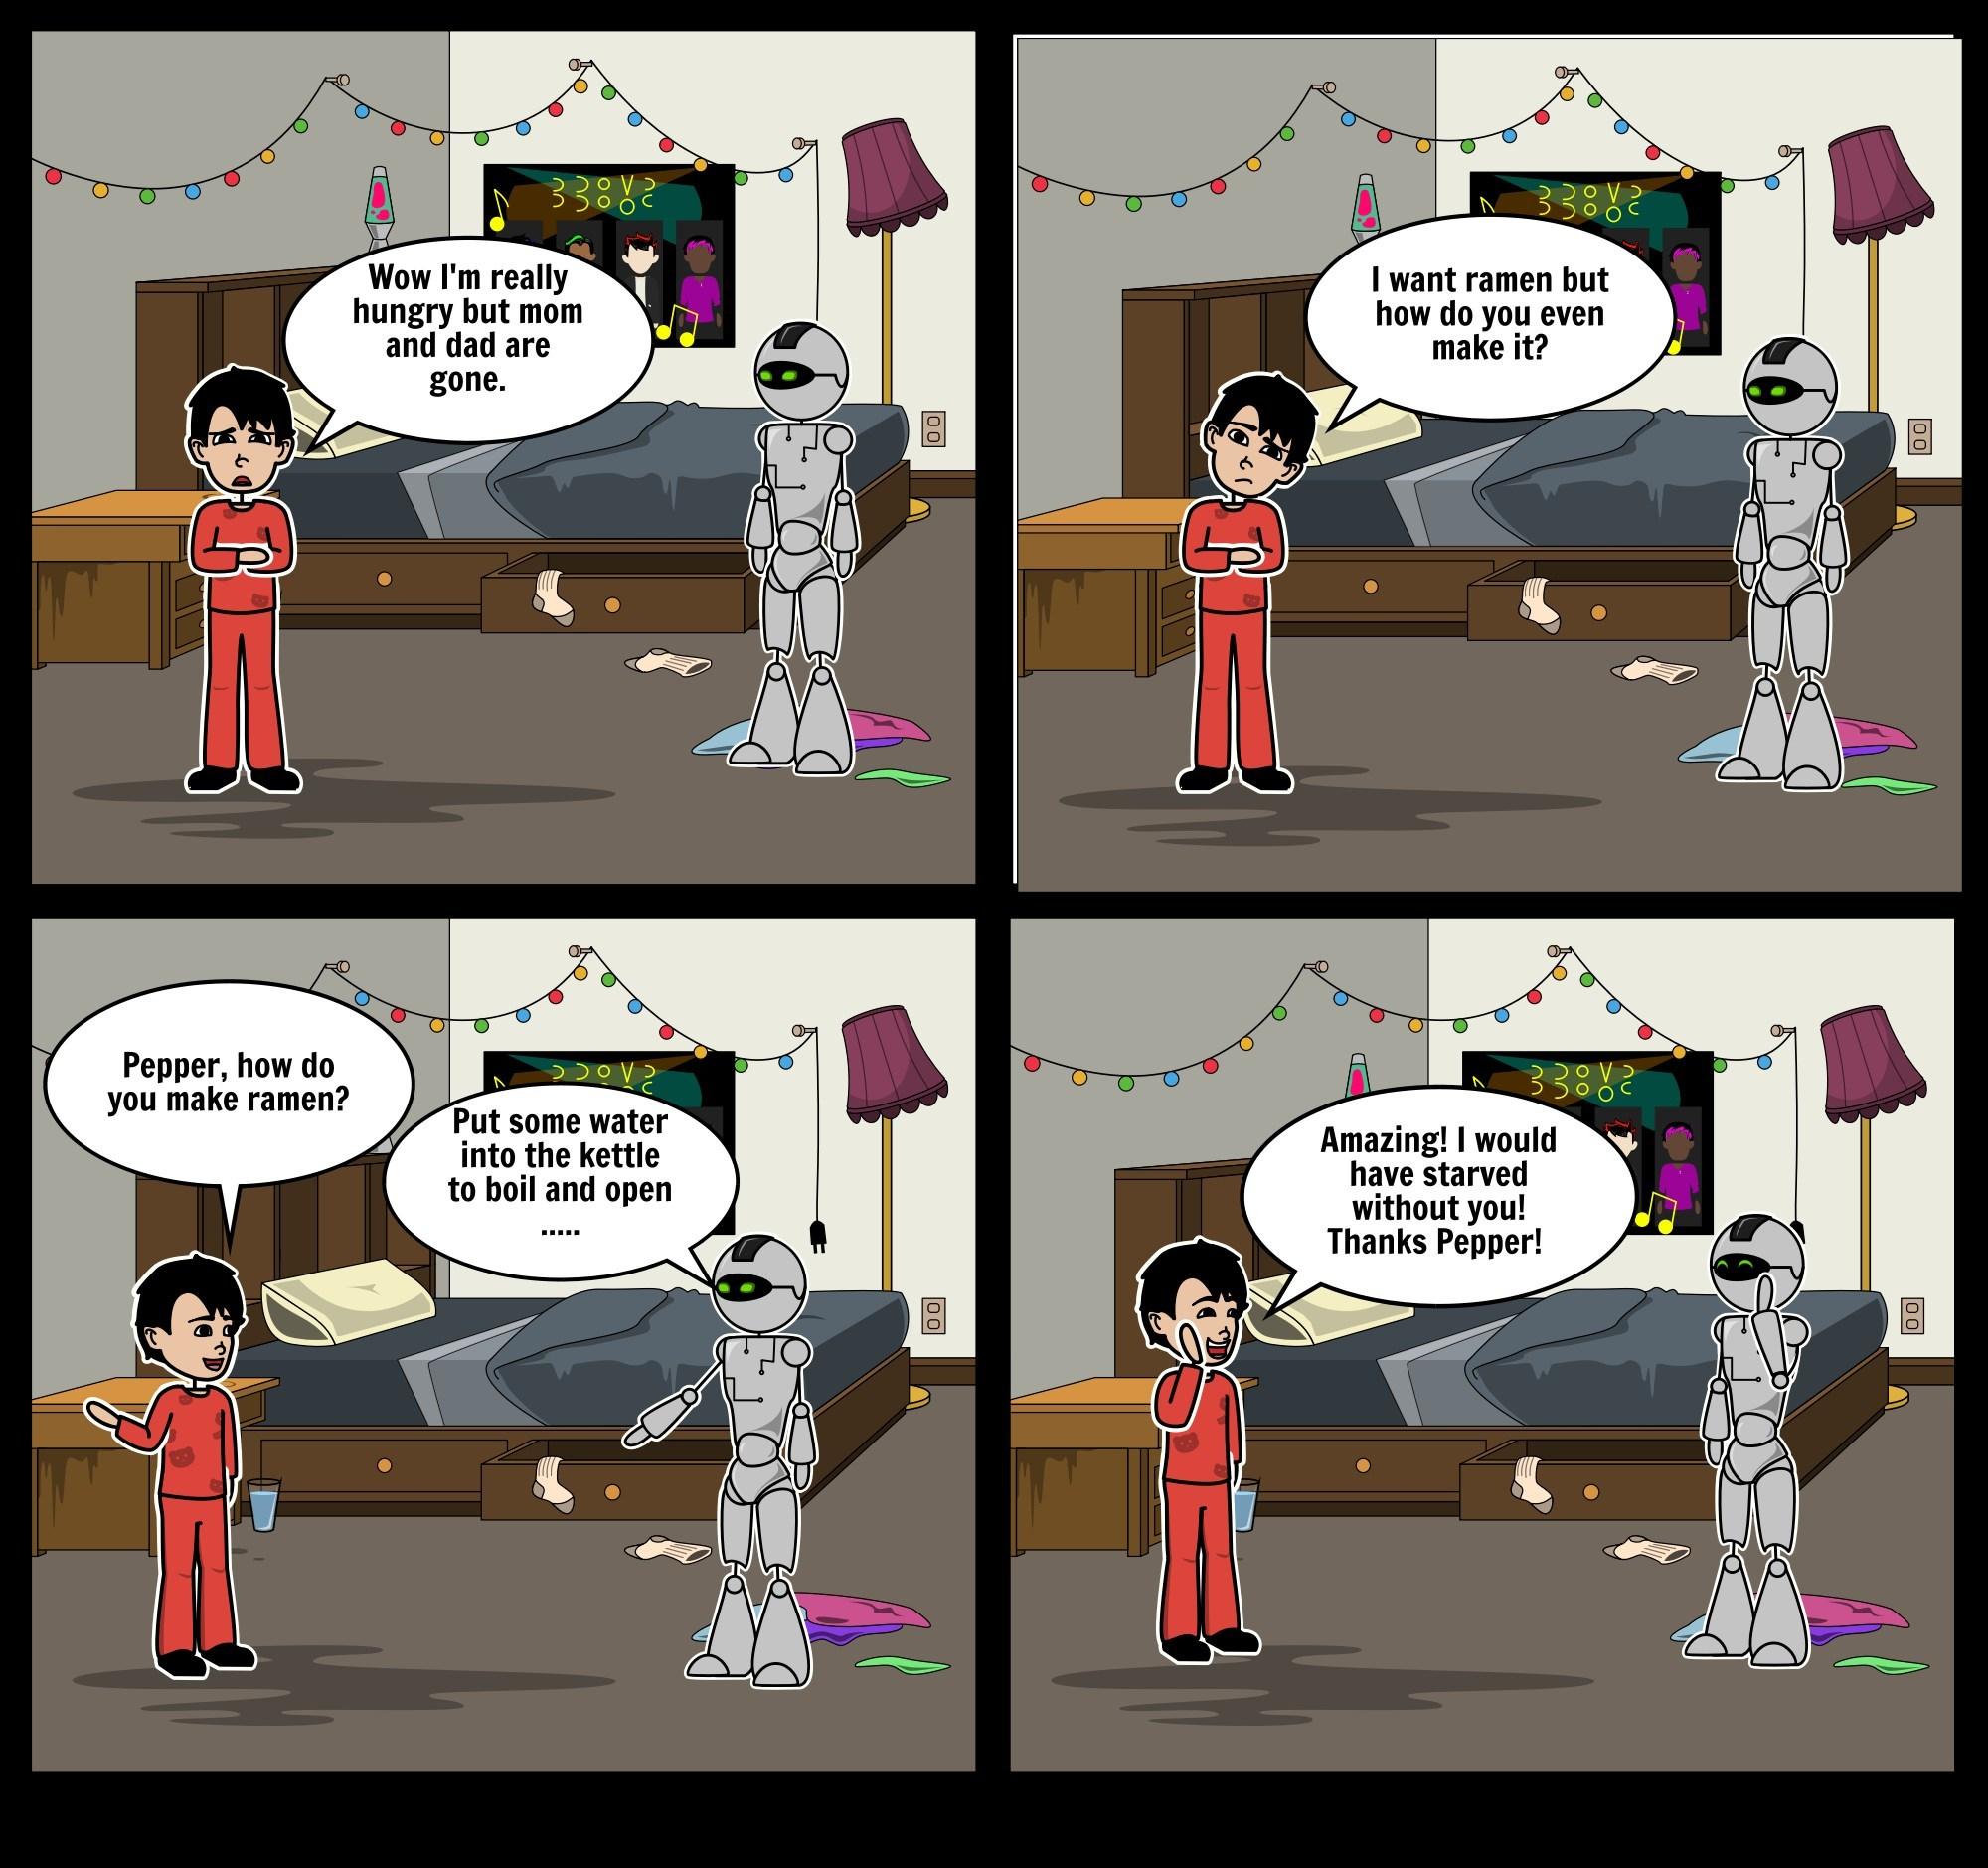 Wow I'm really
hungry but mom
and dad are
gone.
I want ramen but
how do you even
make it?
Pepper, how do
you make ramen?
Put some water
into the kettle
to boil and open
.....
Amazing! I would
have starved
without you!
Thanks Pepper!